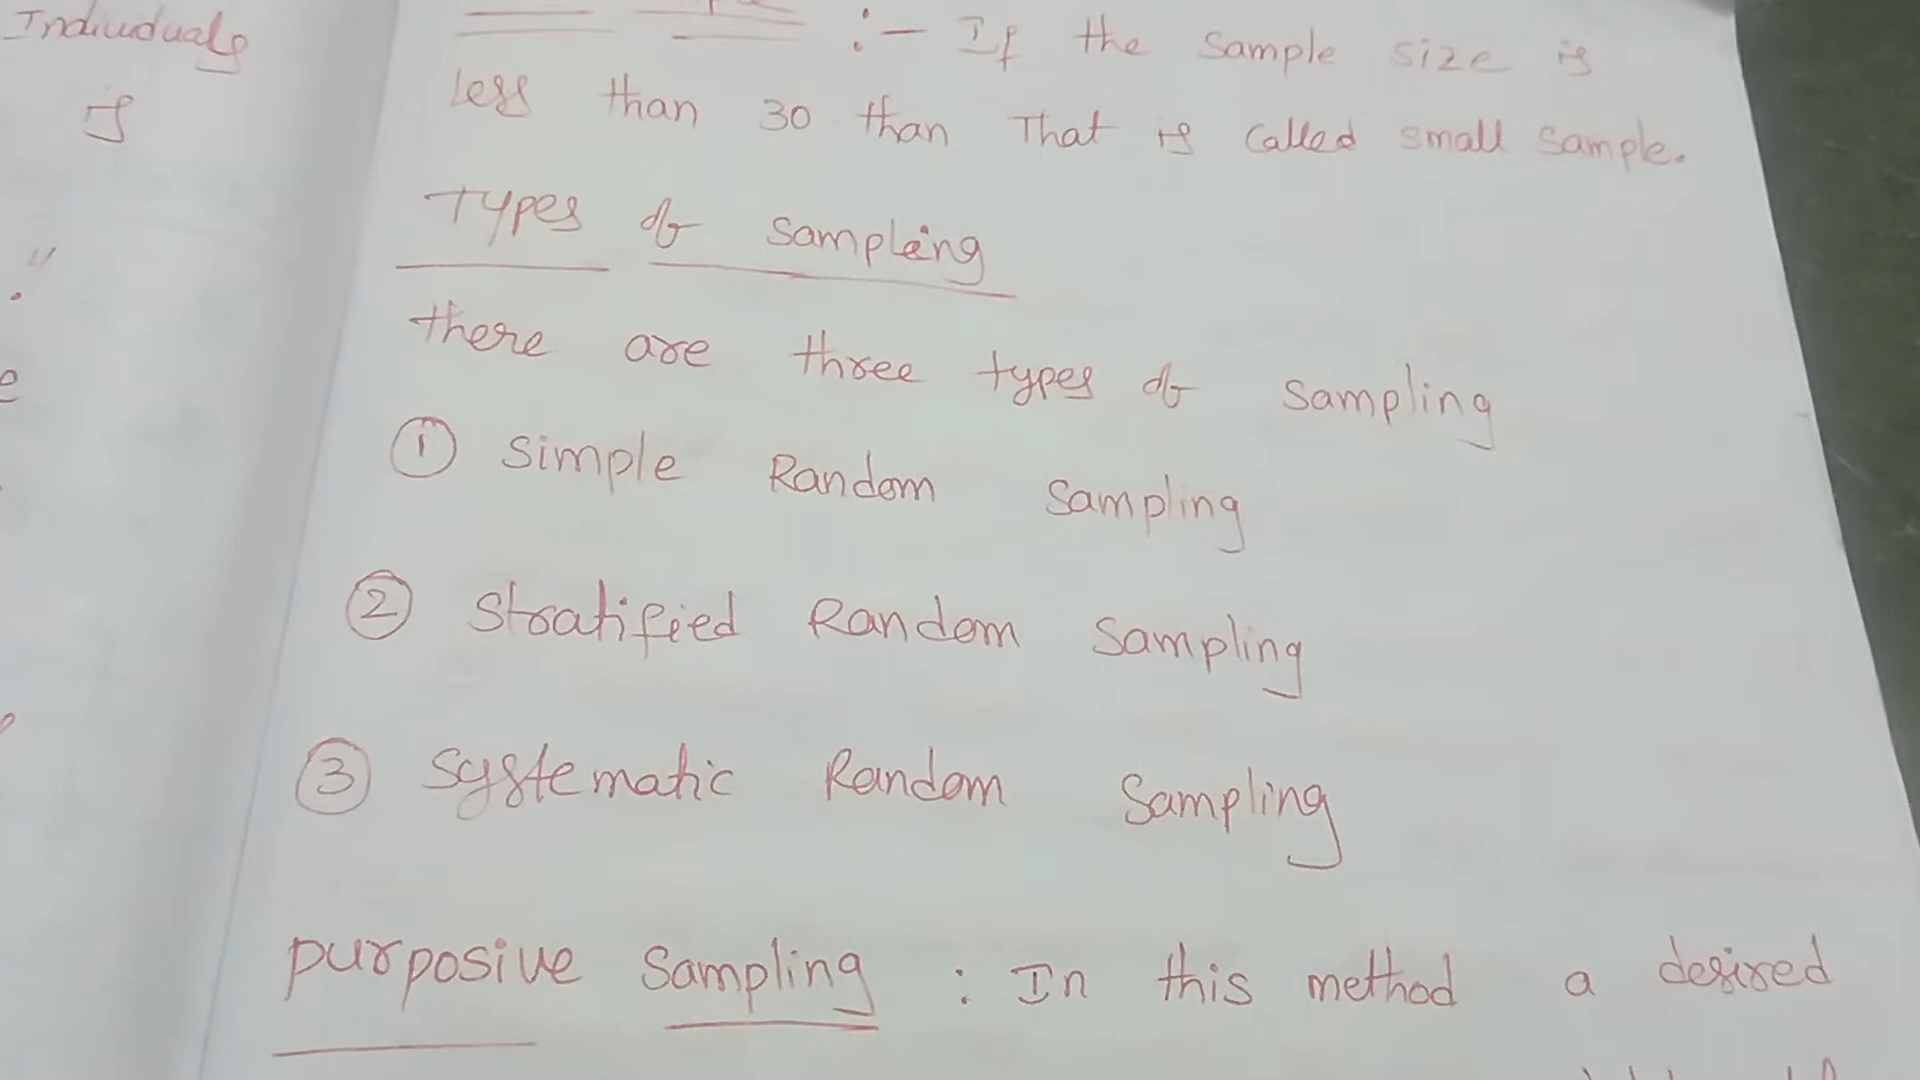 Individuals
is
:- If the sample size is
less than 30 than That is called small sample.
Types of sampling
there are three types of sampling
① Simple Random Sampling
② Stratified Random Sampling
③ Systematic Random Sampling
purposive Sampling : In this method a desired